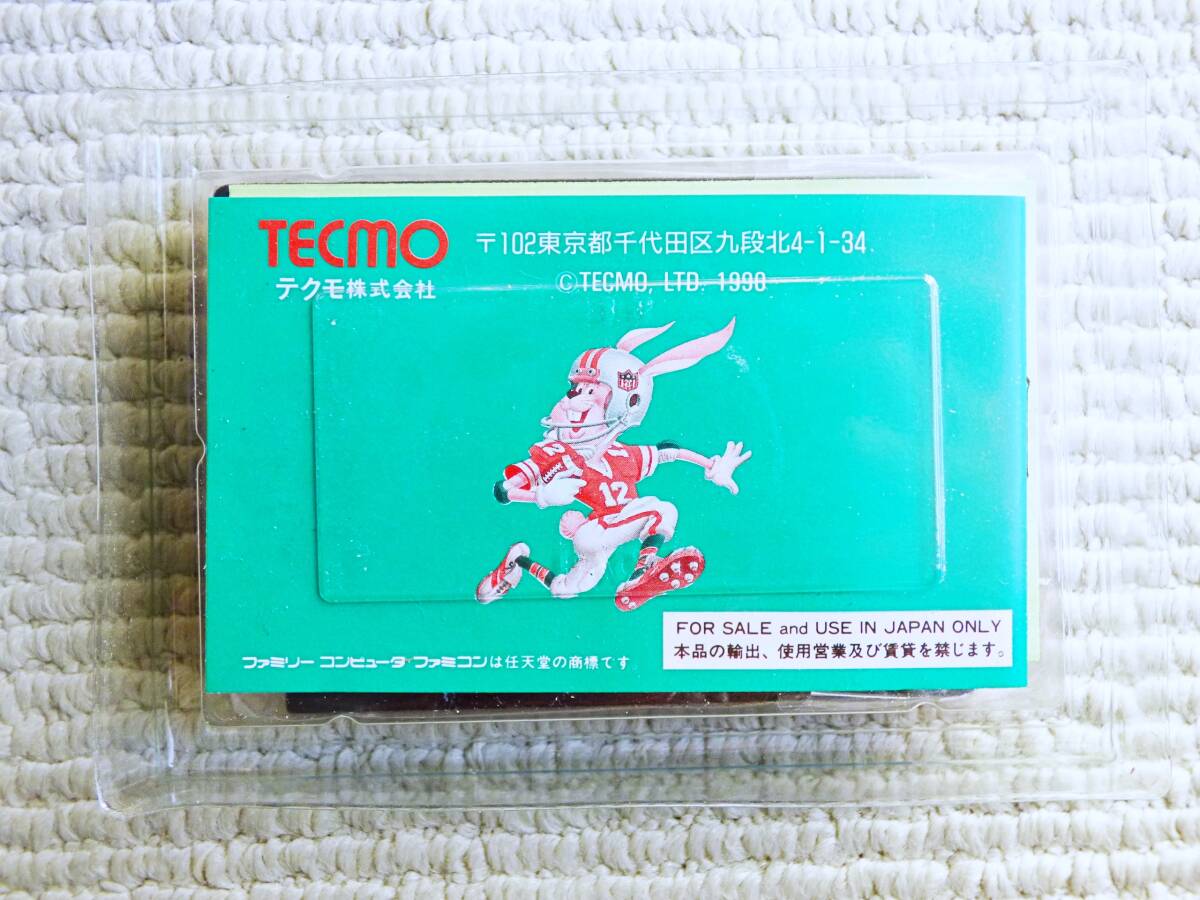 TECMO
〒102東京都千代田区九段北4-1-34
テクモ株式会社
©TECMO, LTD. 1990
12
12
FOR SALE and USE IN JAPAN ONLY
本品の輸出、使用営業及び賃貸を禁じます。
ファミリーコンピュータ・ファミコンは任天堂の商標です